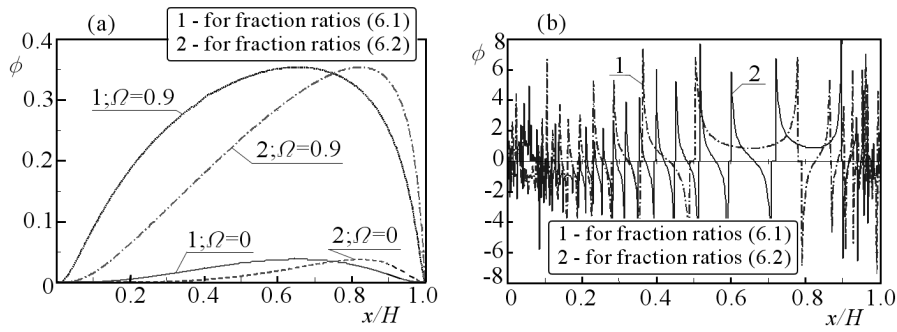 (a)
1 - for fraction ratios (6.1)
2 - for fraction ratios (6.2)
0.4
ϕ
0.3
0.2
0.1
0
1;Ω=0.9
2;Ω=0.9
1;Ω=0
2;Ω=0
0.2 0.4 0.6 0.8 1.0
x/H
(b)
8
ϕ
6
4
2
0
-2
-4
-6
-8
1
2
1 - for fraction ratios (6.1)
2 - for fraction ratios (6.2)
0 0.2 0.4 0.6 0.8 1.0
x/H